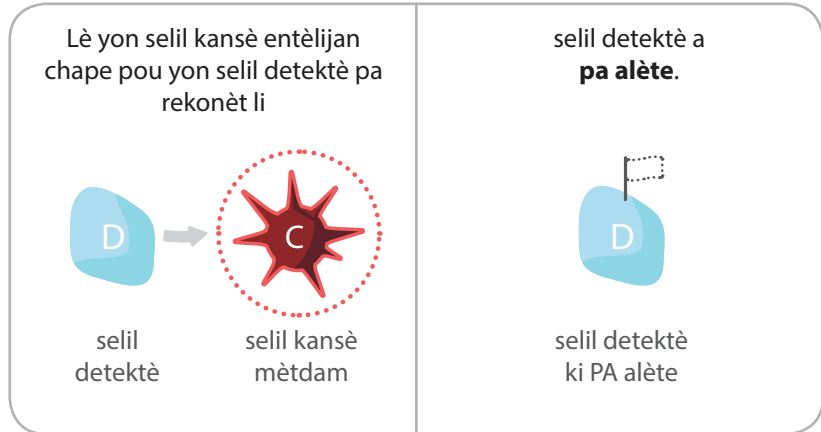 Lè yon selil kansè entèlijan
chape pou yon selil detektè pa
rekonèt li
D
C
selil
detektè
selil kansè
mètdam
selil detektè a
pa alète.
D
selil detektè
ki PA alète